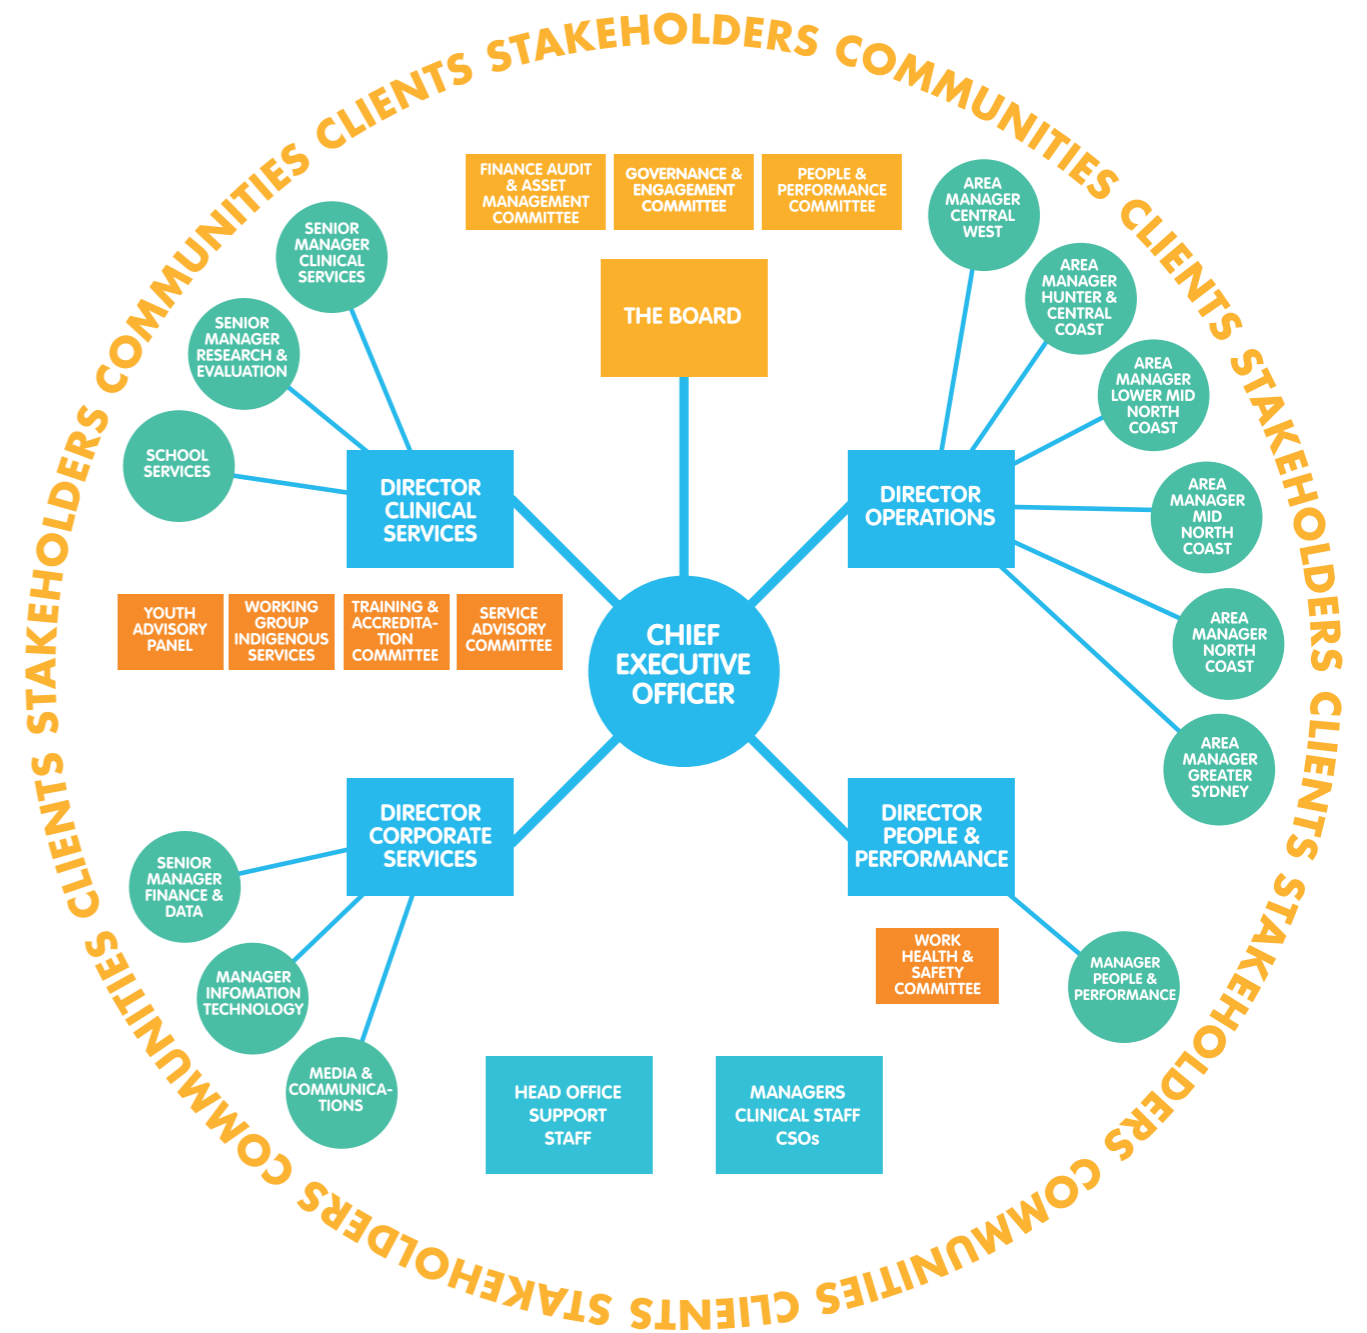 STAKEHOLDERS COMMUNITIES CLIENTS STAKEHOLDERS COMMUNITIES CLIENTS STAKEHOLDERS CLIENTS STAKEHOLDERS COMMUNITIES CLIENTS STAKEHOLDERS COMMUNITIES CLIENTS
FINANCE AUDIT
& ASSET
MANAGEMENT
COMMITTEE
GOVERNANCE &
ENGAGEMENT
COMMITTEE
PEOPLE &
PERFORMANCE
COMMITTEE
THE BOARD
SENIOR
MANAGER
CLINICAL
SERVICES
SENIOR
MANAGER
RESEARCH &
EVALUATION
SCHOOL
SERVICES
DIRECTOR
CLINICAL
SERVICES
AREA
MANAGER
CENTRAL
WEST
AREA
MANAGER
HUNTER &
CENTRAL
COAST
AREA
MANAGER
LOWER MID
NORTH
COAST
AREA
MANAGER
MID
NORTH
COAST
AREA
MANAGER
NORTH
COAST
AREA
MANAGER
GREATER
SYDNEY
DIRECTOR
OPERATIONS
YOUTH
ADVISORY
PANEL
WORKING
GROUP
INDIGENOUS
SERVICES
TRAINING &
ACCREDITA-
TION
COMMITTEE
SERVICE
ADVISORY
COMMITTEE
CHIEF
EXECUTIVE
OFFICER
DIRECTOR
CORPORATE
SERVICES
SENIOR
MANAGER
FINANCE &
DATA
MANAGER
INFOMATION
TECHNOLOGY
MEDIA &
COMMUNICA-
TIONS
DIRECTOR
PEOPLE &
PERFORMANCE
WORK
HEALTH &
SAFETY
COMMITTEE
MANAGER
PEOPLE &
PERFORMANCE
HEAD OFFICE
SUPPORT
STAFF
MANAGERS
CLINICAL STAFF
CSOs